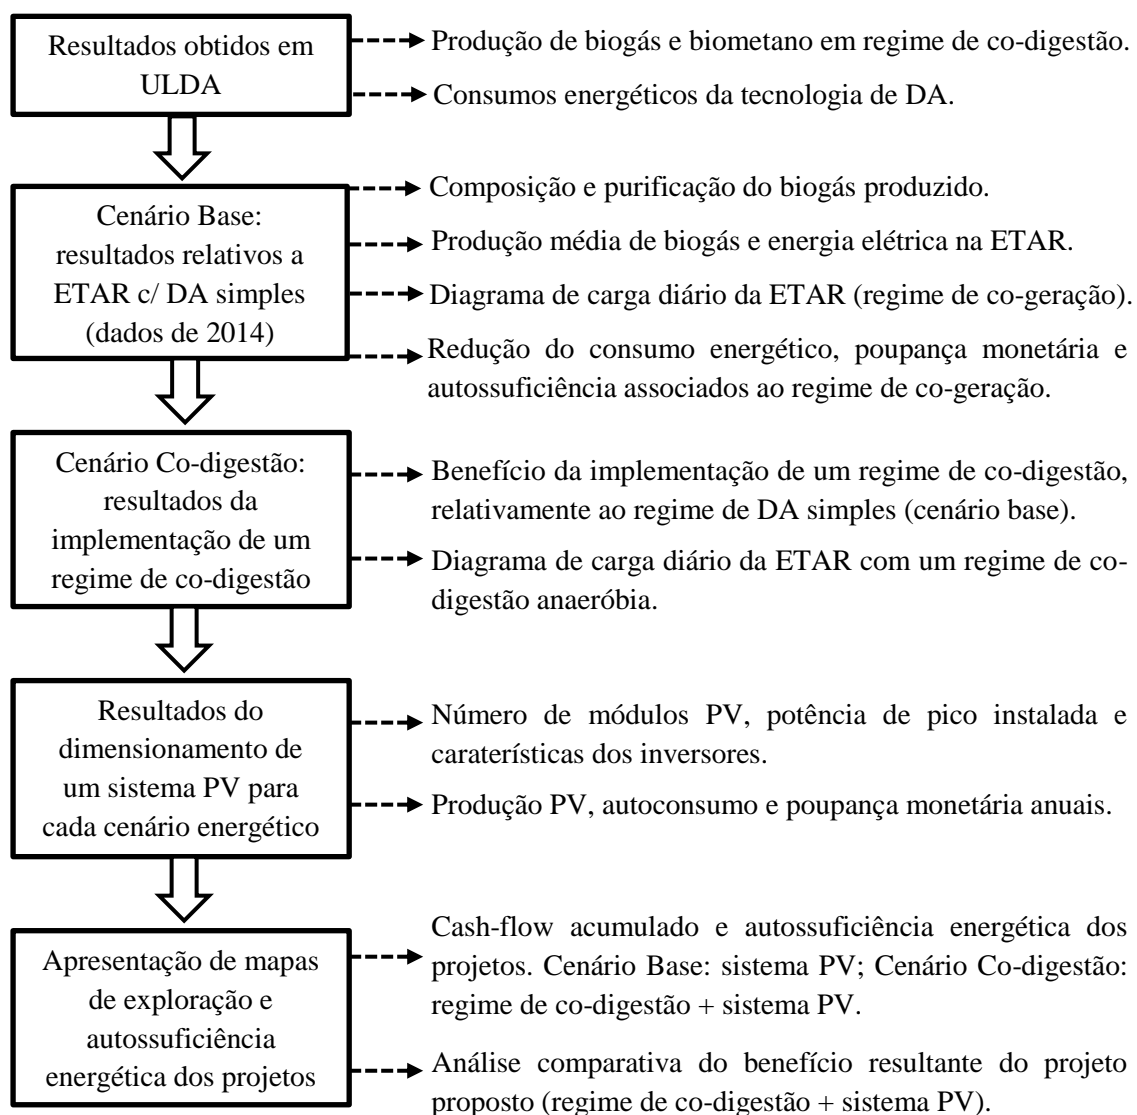 Resultados obtidos em
ULDA
Produção de biogás e biometano em regime de co-digestão.
Consumos energéticos da tecnologia de DA.
Cenário Base:
resultados relativos a
ETAR c/ DA simples
(dados de 2014)
Composição e purificação do biogás produzido.
Produção média de biogás e energia elétrica na ETAR.
Diagrama de carga diário da ETAR (regime de co-geração).
Redução do consumo energético, poupança monetária e
autossuficiência associados ao regime de co-geração.
Cenário Co-digestão:
resultados da
implementação de um
regime de co-digestão
Benefício da implementação de um regime de co-digestão,
relativamente ao regime de DA simples (cenário base).
Diagrama de carga diário da ETAR com um regime de co-
digestão anaeróbia.
Resultados do
dimensionamento de
um sistema PV para
cada cenário energético
Número de módulos PV, potência de pico instalada e
caraterísticas dos inversores.
Produção PV, autoconsumo e poupança monetária anuais.
Apresentação de mapas
de exploração e
autossuficiência
energética dos projetos
Cash-flow acumulado e autossuficiência energética dos
projetos. Cenário Base: sistema PV; Cenário Co-digestão:
regime de co-digestão + sistema PV.
Análise comparativa do benefício resultante do projeto
proposto (regime de co-digestão + sistema PV).